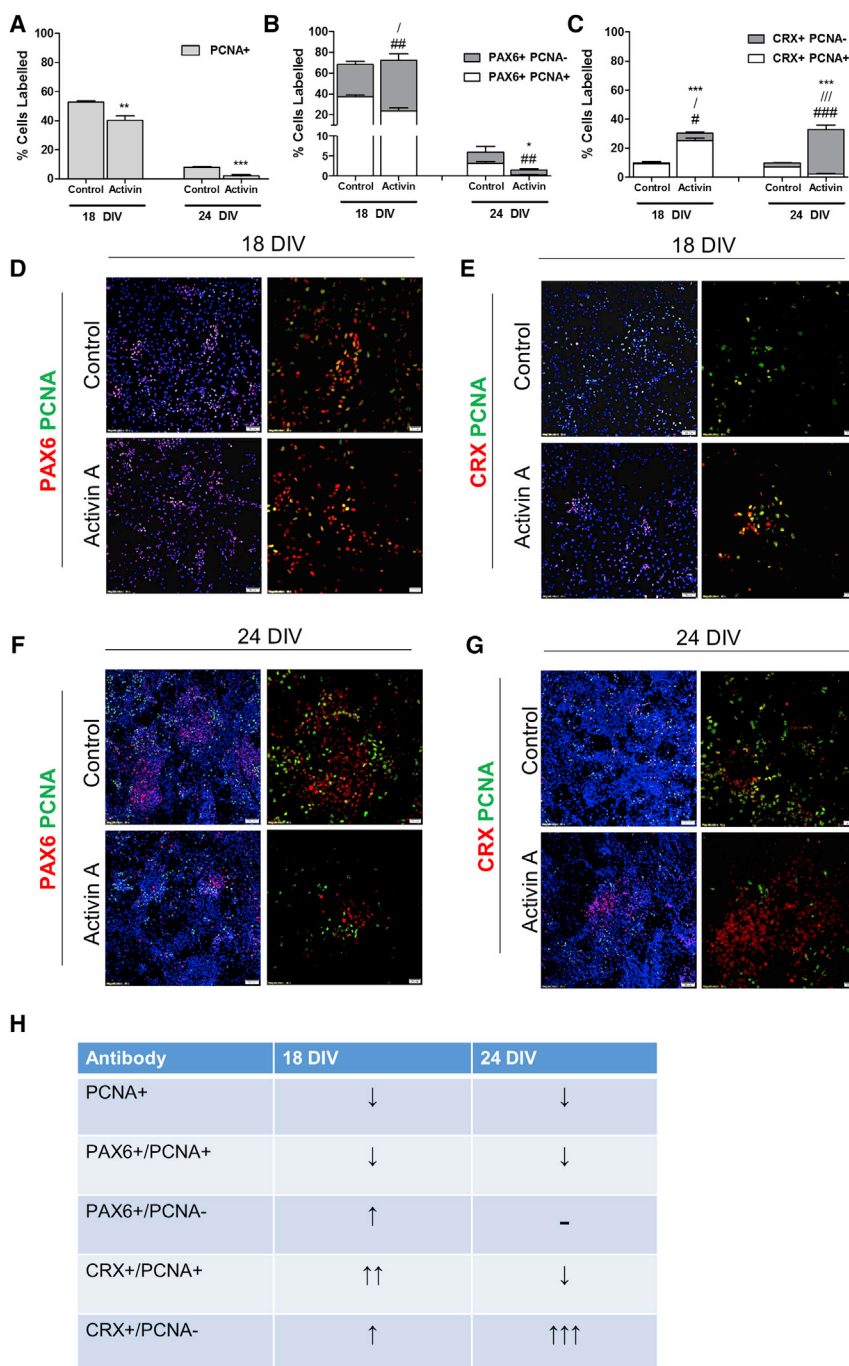 A
B
C
% Cells Labelled
60
40
20
0
PCNA+
**
***
Control Activin
Control Activin
18 DIV
24 DIV
% Cells Labelled
100
80
60
40
20
5
0
PAX6+ PCNA-
PAX6+ PCNA+
/
##
*
##
Control Activin
Control Activin
18 DIV
24 DIV
% Cells Labelled
100
80
60
40
20
0
CRX+ PCNA-
CRX+ PCNA+
***
/
#
***
///
###
Control Activin
Control Activin
18 DIV
24 DIV
D
18 DIV
PAX6 PCNA
Control
Activin A
E
18 DIV
CRX PCNA
Control
Activin A
F
24 DIV
PAX6 PCNA
Control
Activin A
G
24 DIV
CRX PCNA
Control
Activin A
H
Antibody 18 DIV 24 DIV
PCNA+ ↓ ↓
PAX6+/PCNA+ ↓ ↓
PAX6+/PCNA- ↑ -
CRX+/PCNA+ ↑↑ ↓
CRX+/PCNA- ↑ ↑↑↑